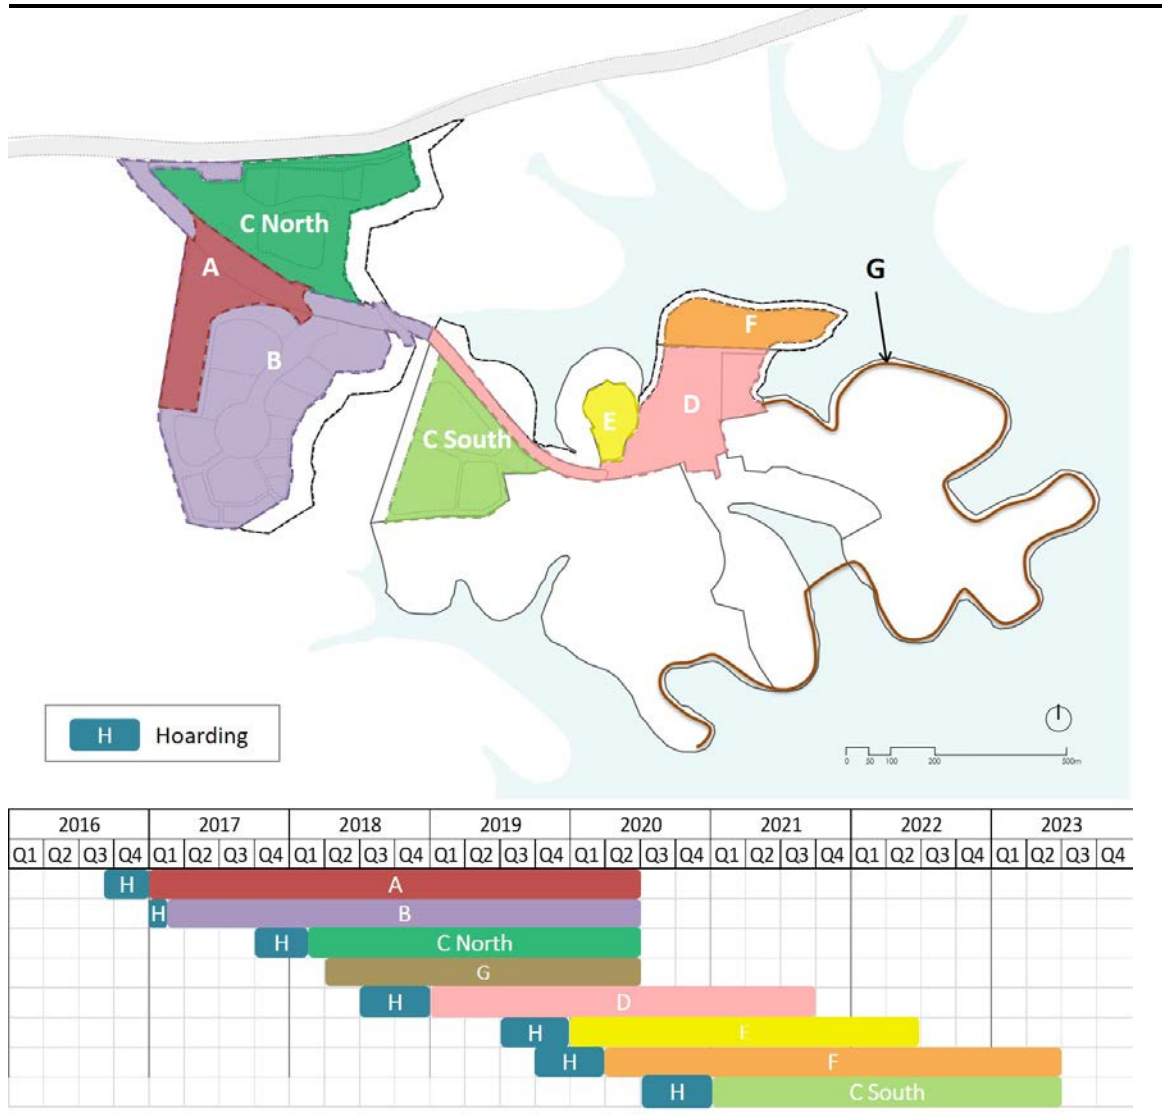 C North
A
G
F
B
D
E
C South
H Hoarding
0 50 100 200 500m
2016 2017 2018 2019 2020 2021 2022 2023
Q1 Q2 Q3 Q4 Q1 Q2 Q3 Q4 Q1 Q2 Q3 Q4 Q1 Q2 Q3 Q4 Q1 Q2 Q3 Q4 Q1 Q2 Q3 Q4 Q1 Q2 Q3 Q4 Q1 Q2 Q3 Q4
H A
H B
H C North
G
H D
H E
H F
H C South